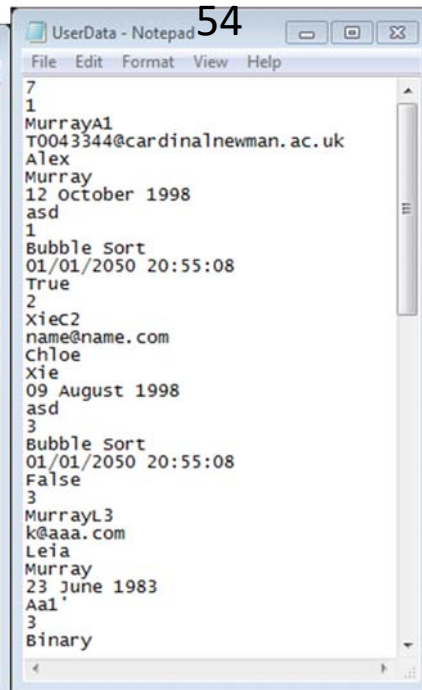 54
UserData - Notepad
File Edit Format View Help
7
1
MurrayA1
T0043344@cardinalnewman.ac.uk
Alex
Murray
12 October 1998
asd
1
Bubble Sort
01/01/2050 20:55:08
True
2
XieC2
name@name.com
Chloe
Xie
09 August 1998
asd
3
Bubble Sort
01/01/2050 20:55:08
False
3
MurrayL3
k@aaa.com
Leia
Murray
23 June 1983
Aa1'
3
Binary